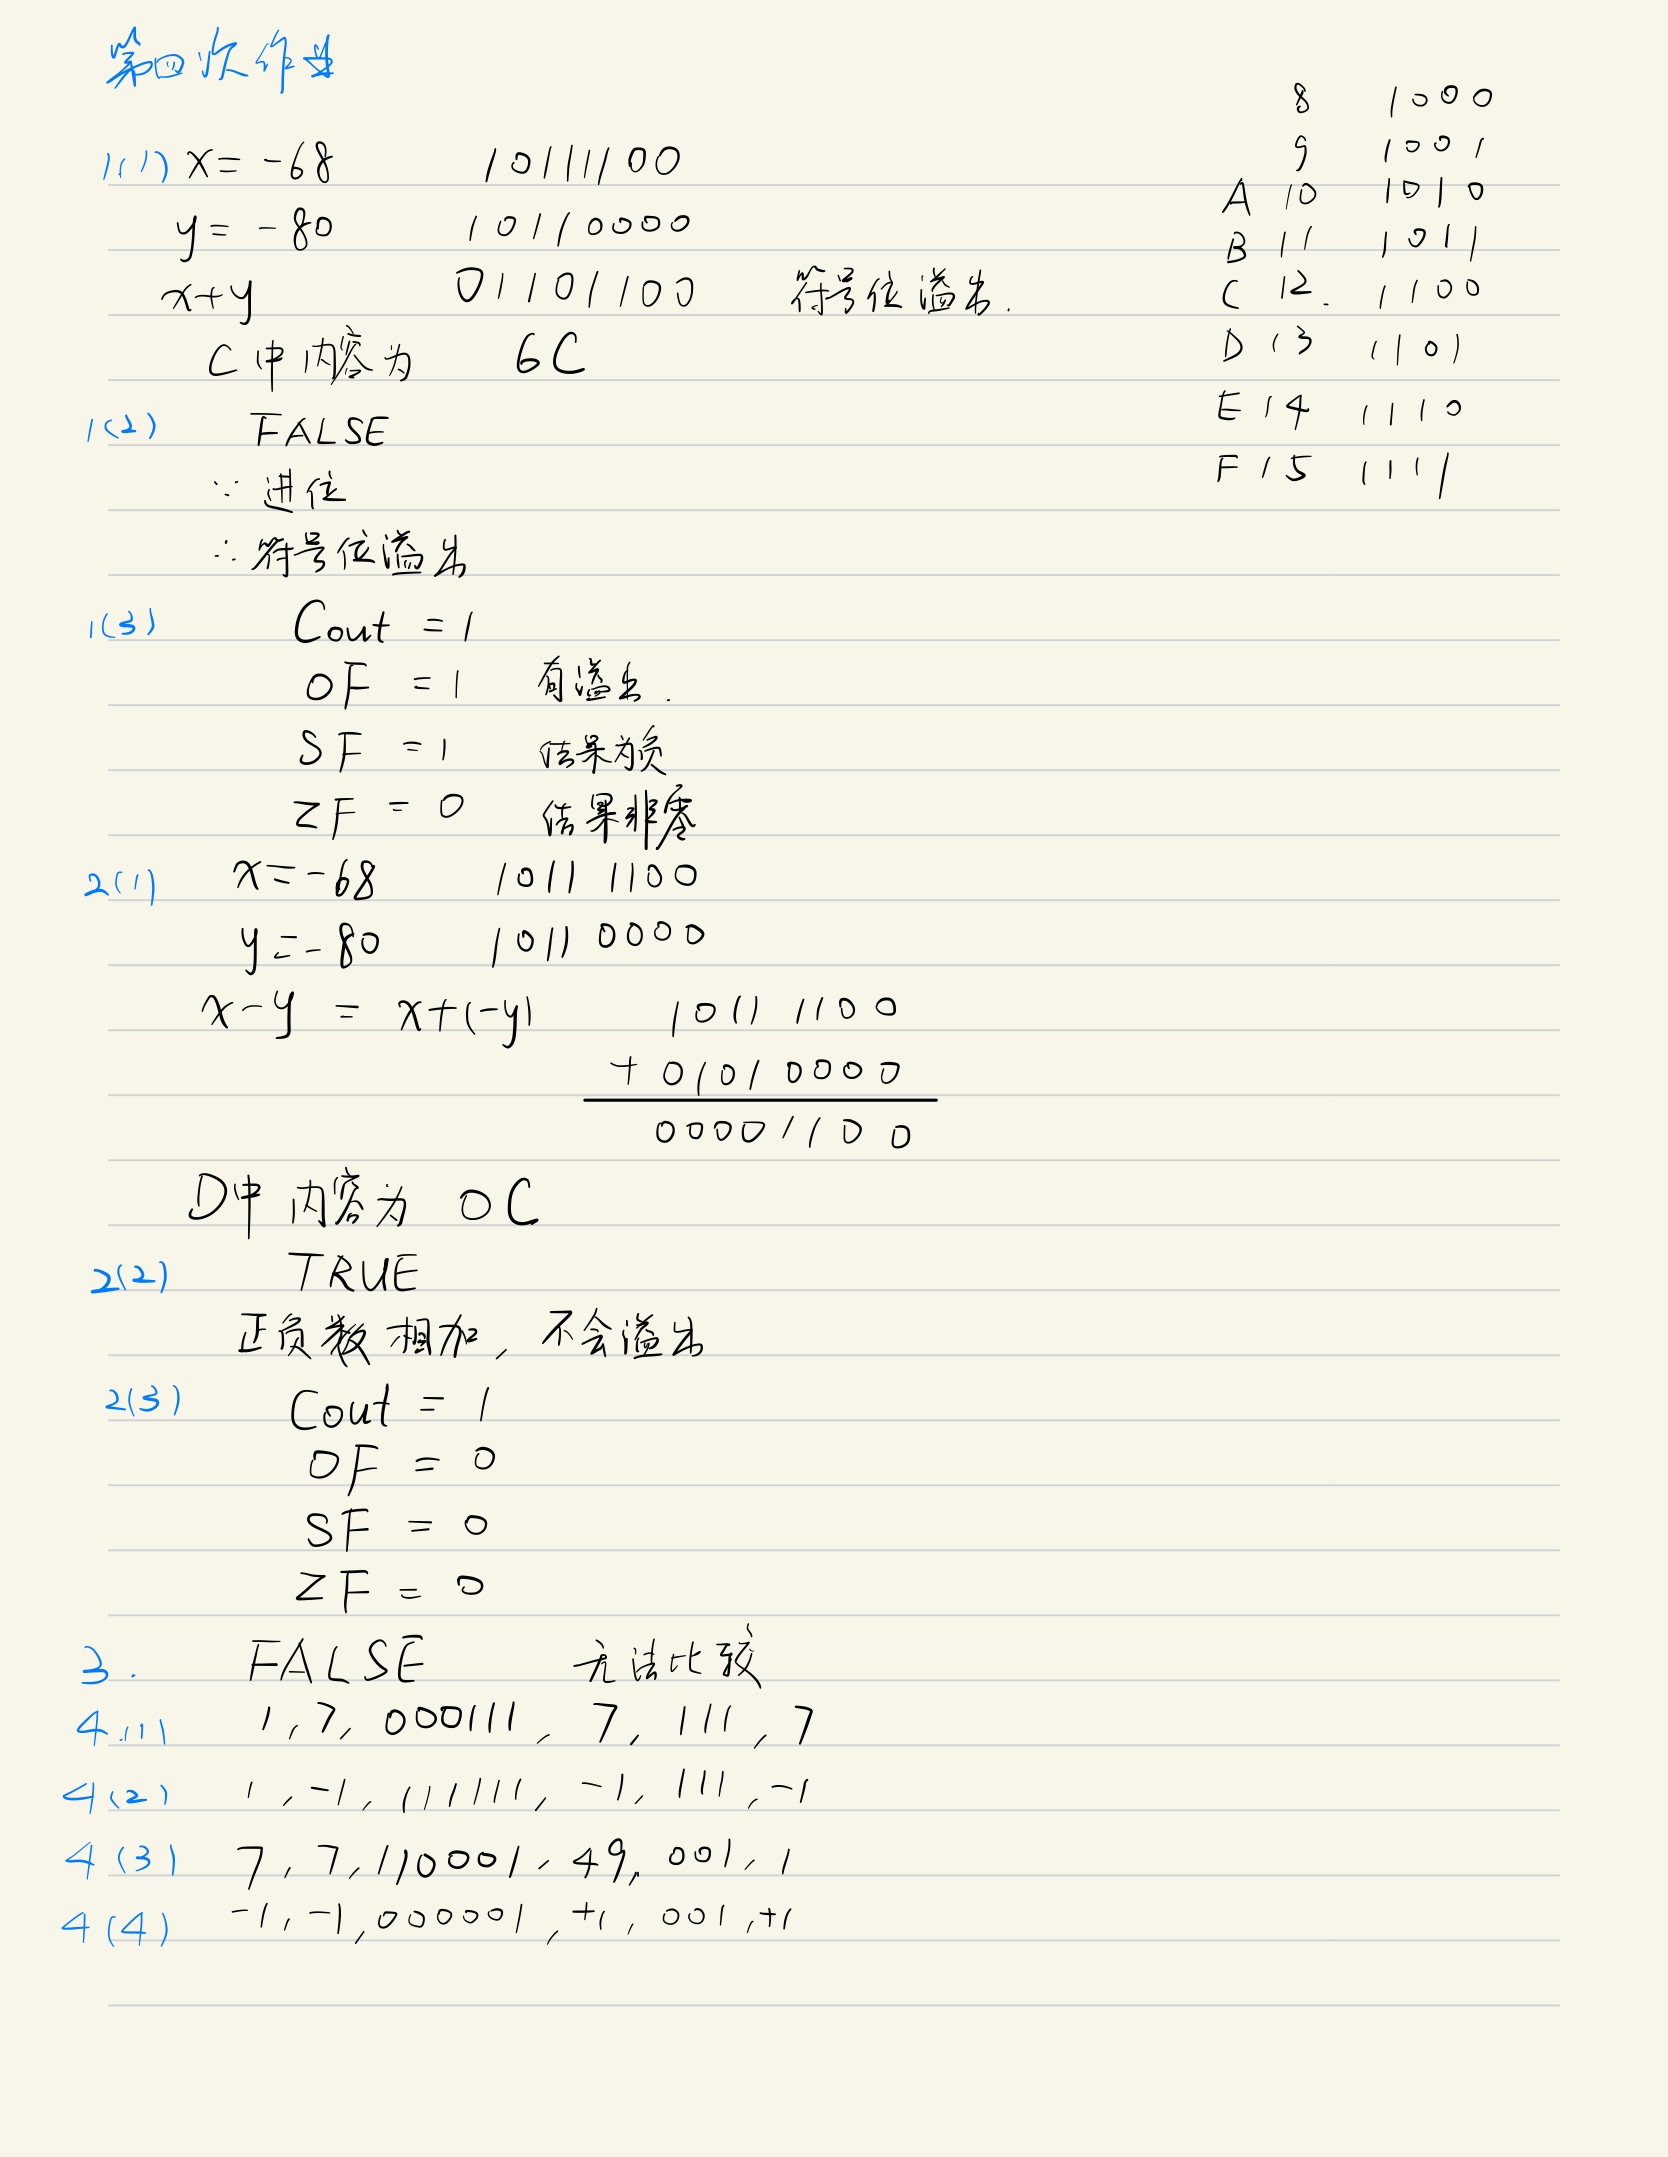 第四次作业
1(1) x = -68 10111100
y = -80 10110000
x+y 01101100 符号位溢出.
C中内容为 6C
8 1000
9 1001
A 10 1010
B 11 1011
C 12. 1100
D 13 1101
E 14 1110
F 15 1111
1(2) FALSE
∵ 进位
∴ 符号位溢出
1(3) Cout = 1
OF = 1 有溢出.
SF = 1 结果为负
ZF = 0 结果非零
2(1) x = -68 1011 1100
y = -80 1011 0000
x-y = x+(-y) 1011 1100
+ 0101 0000
00001100
D中内容为 0C
2(2) TRUE
正负数相加, 不会溢出
2(3) Cout = 1
OF = 0
SF = 0
ZF = 0
3. FALSE 无法比较
4.(1) 1, 7, 000111, 7, 111, 7
4(2) 1, -1, 111111, -1, 111, -1
4(3) 7, 7, 110001, 49, 001, 1
4(4) -1, -1, 000001, +1, 001, +1